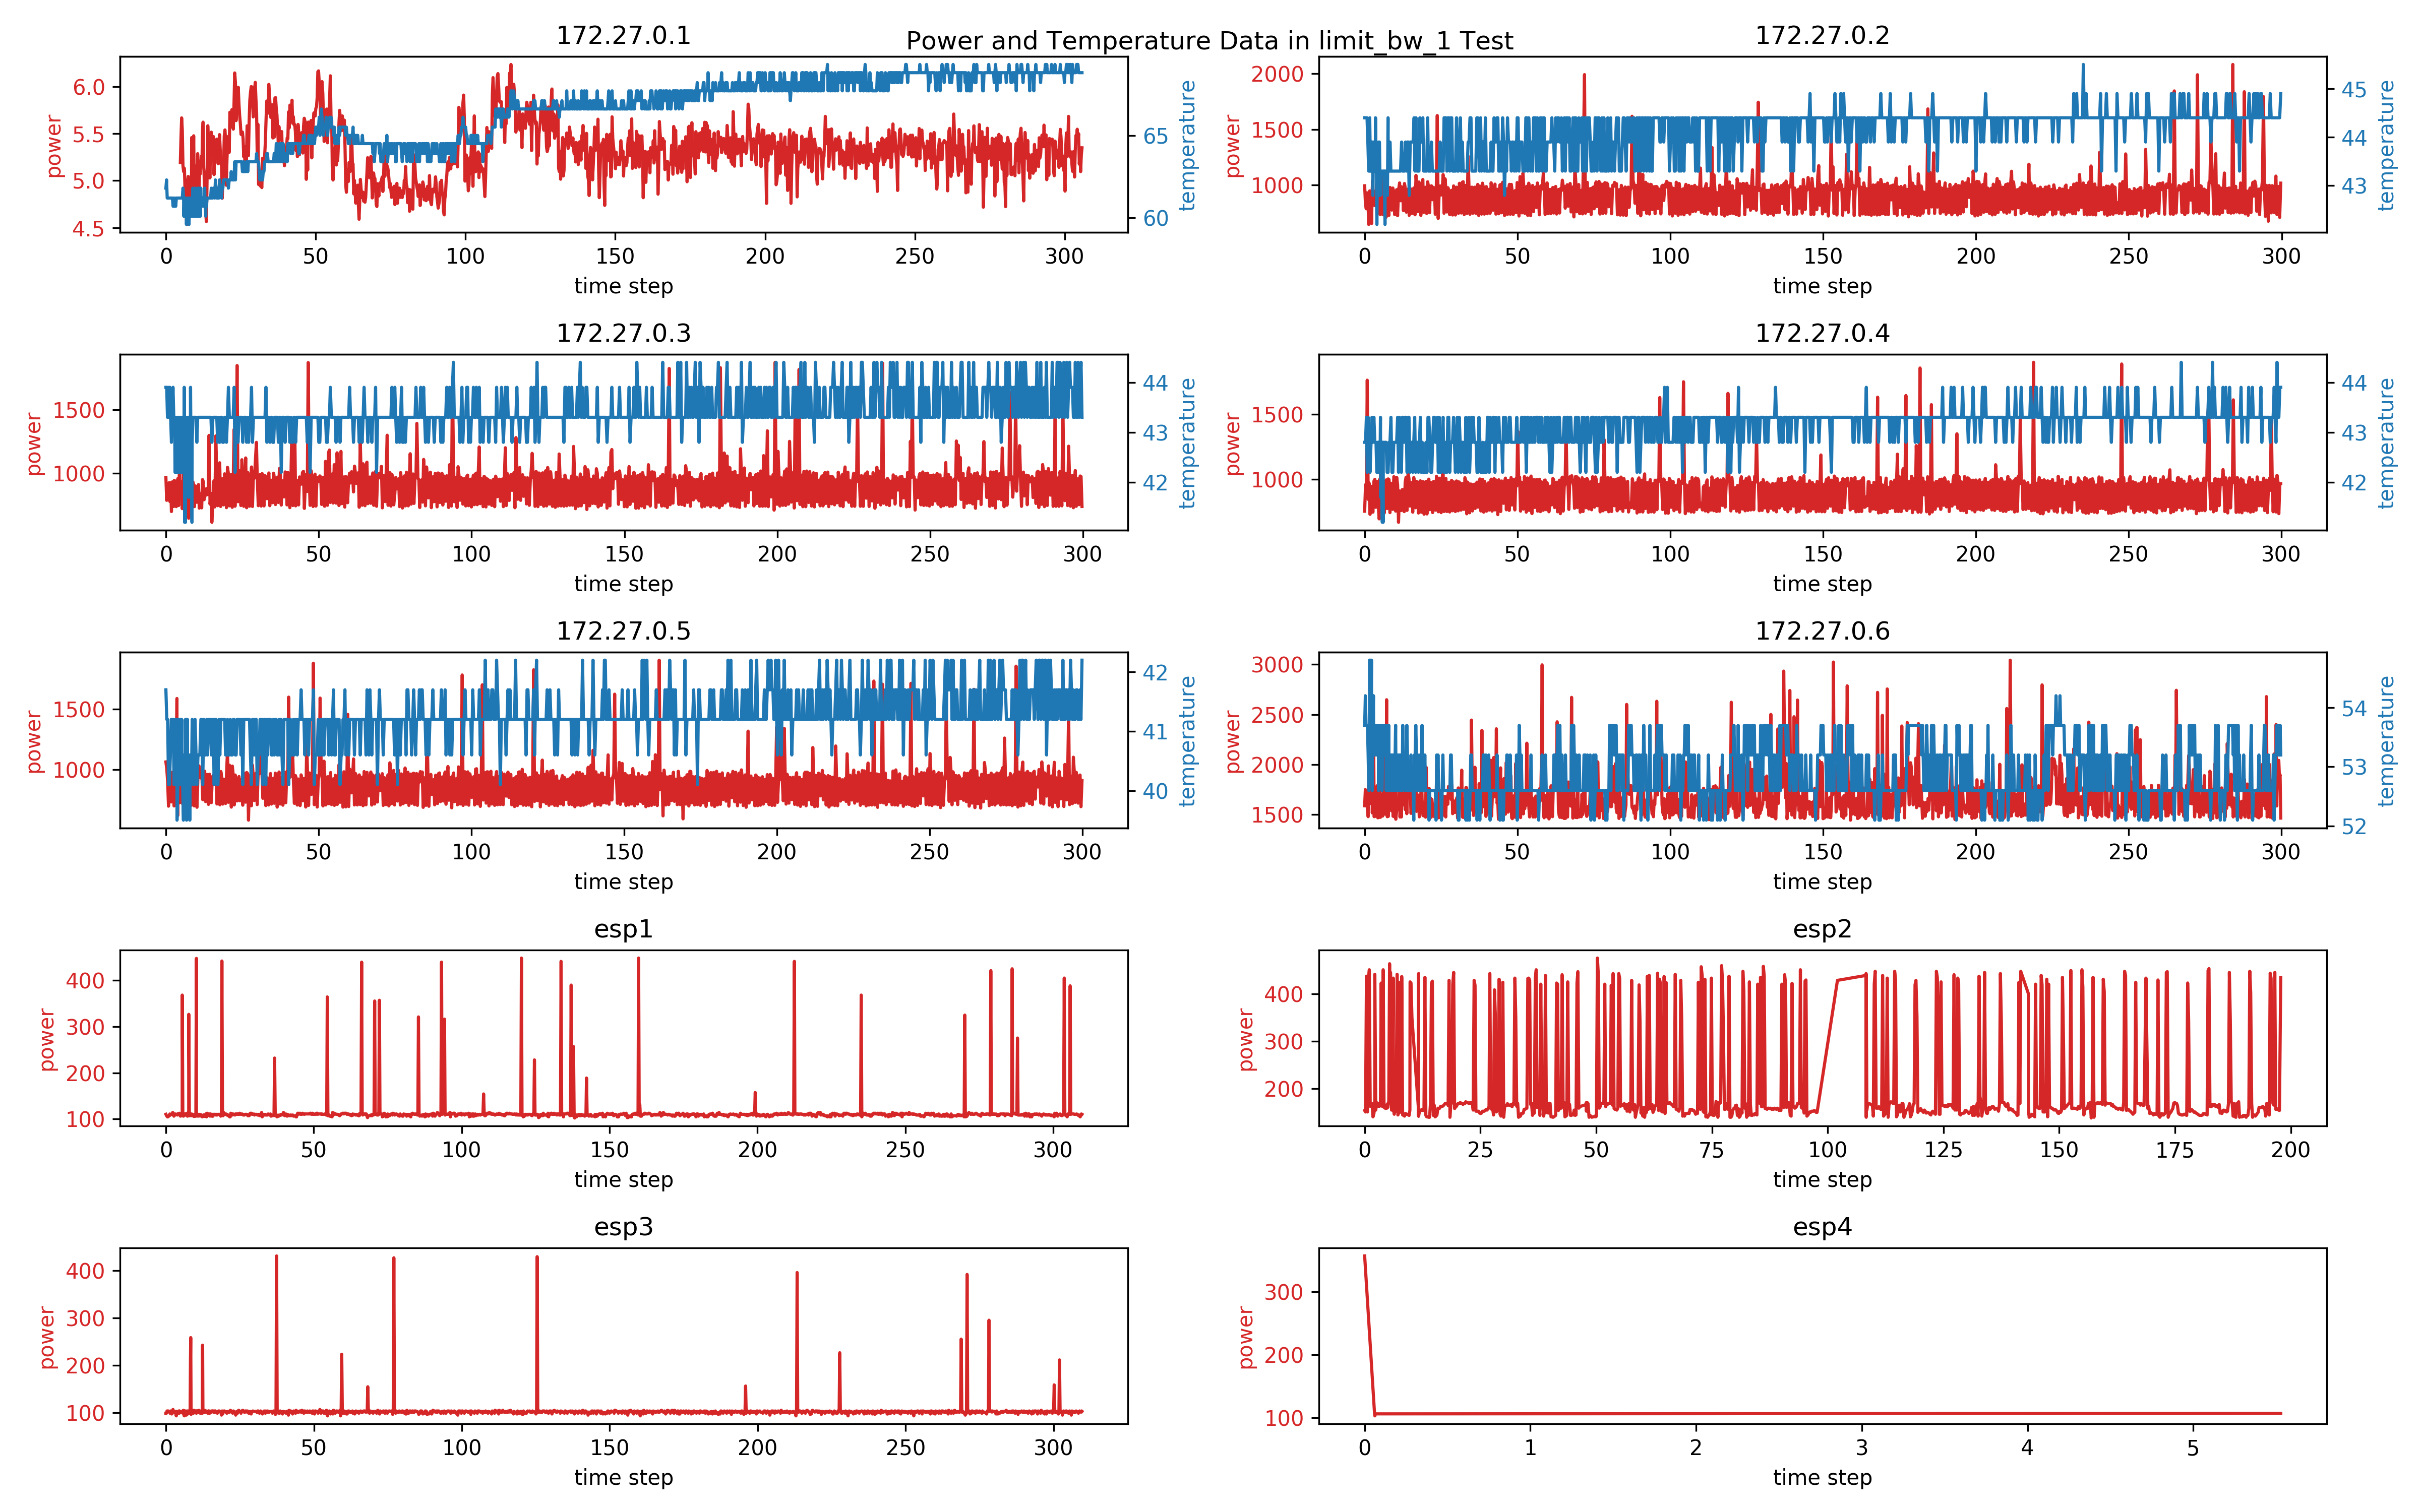 Power and Temperature Data in limit_bw_1 Test
172.27.0.1
power
4.5 5.0 5.5 6.0
temperature
60 65
0 50 100 150 200 250 300
time step
172.27.0.2
power
1000 1500 2000
temperature
43 44 45
0 50 100 150 200 250 300
time step
172.27.0.3
power
1000 1500
temperature
42 43 44
0 50 100 150 200 250 300
time step
172.27.0.4
power
1000 1500
temperature
42 43 44
0 50 100 150 200 250 300
time step
172.27.0.5
power
1000 1500
temperature
40 41 42
0 50 100 150 200 250 300
time step
172.27.0.6
power
1500 2000 2500 3000
temperature
52 53 54
0 50 100 150 200 250 300
time step
esp1
power
100 200 300 400
0 50 100 150 200 250 300
time step
esp2
power
200 300 400
0 25 50 75 100 125 150 175 200
time step
esp3
power
100 200 300 400
0 50 100 150 200 250 300
time step
esp4
power
100 200 300
0 1 2 3 4 5
time step